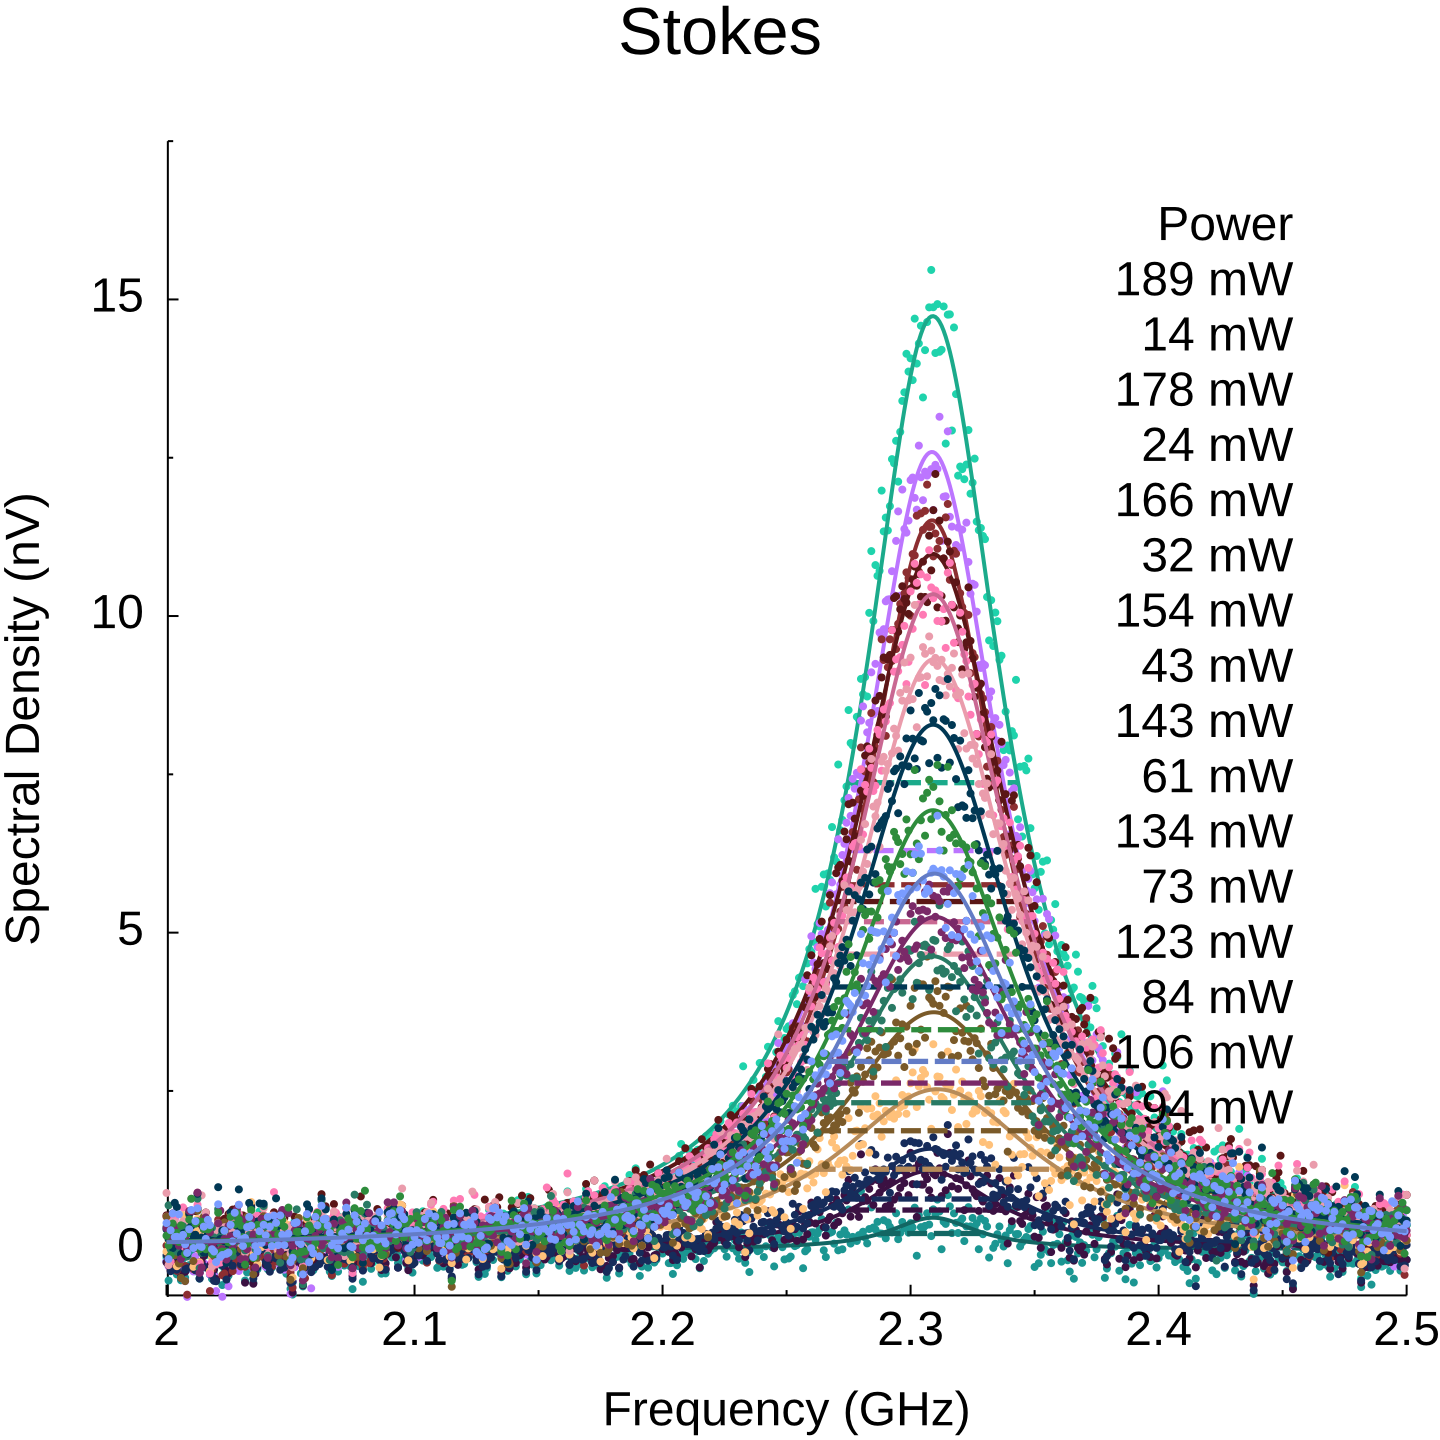 Stokes
Power
189 mW
14 mW
178 mW
24 mW
166 mW
32 mW
154 mW
43 mW
143 mW
61 mW
134 mW
73 mW
123 mW
84 mW
106 mW
94 mW
15
10
5
0
Spectral Density (nV)
2 2.1 2.2 2.3 2.4 2.5
Frequency (GHz)